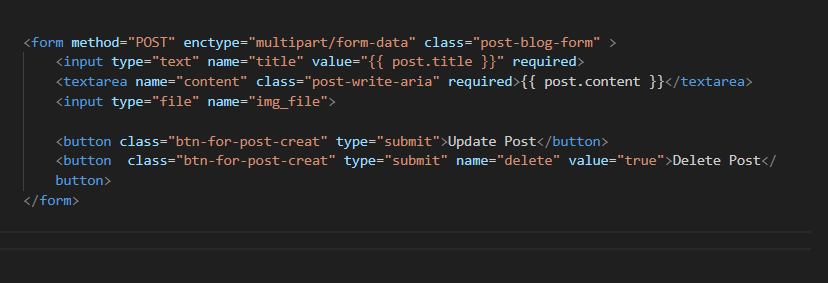 <form method="POST" enctype="multipart/form-data" class="post-blog-form" >
<input type="text" name="title" value="{{ post.title }}" required>
<textarea name="content" class="post-write-aria" required>{{ post.content }}</textarea>
<input type="file" name="img_file">
<button class="btn-for-post-creat" type="submit">Update Post</button>
<button  class="btn-for-post-creat" type="submit" name="delete" value="true">Delete Post</
button>
</form>